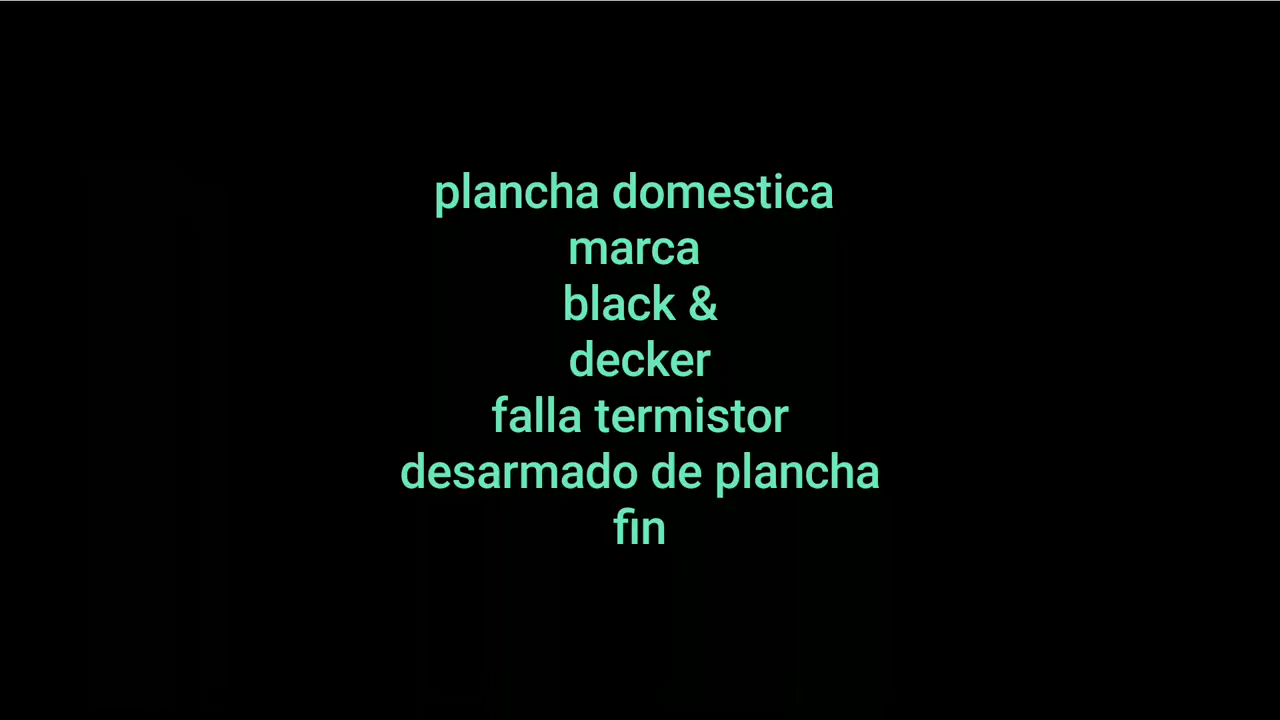 plancha domestica
marca
black &
decker
falla termistor
desarmado de plancha
fin